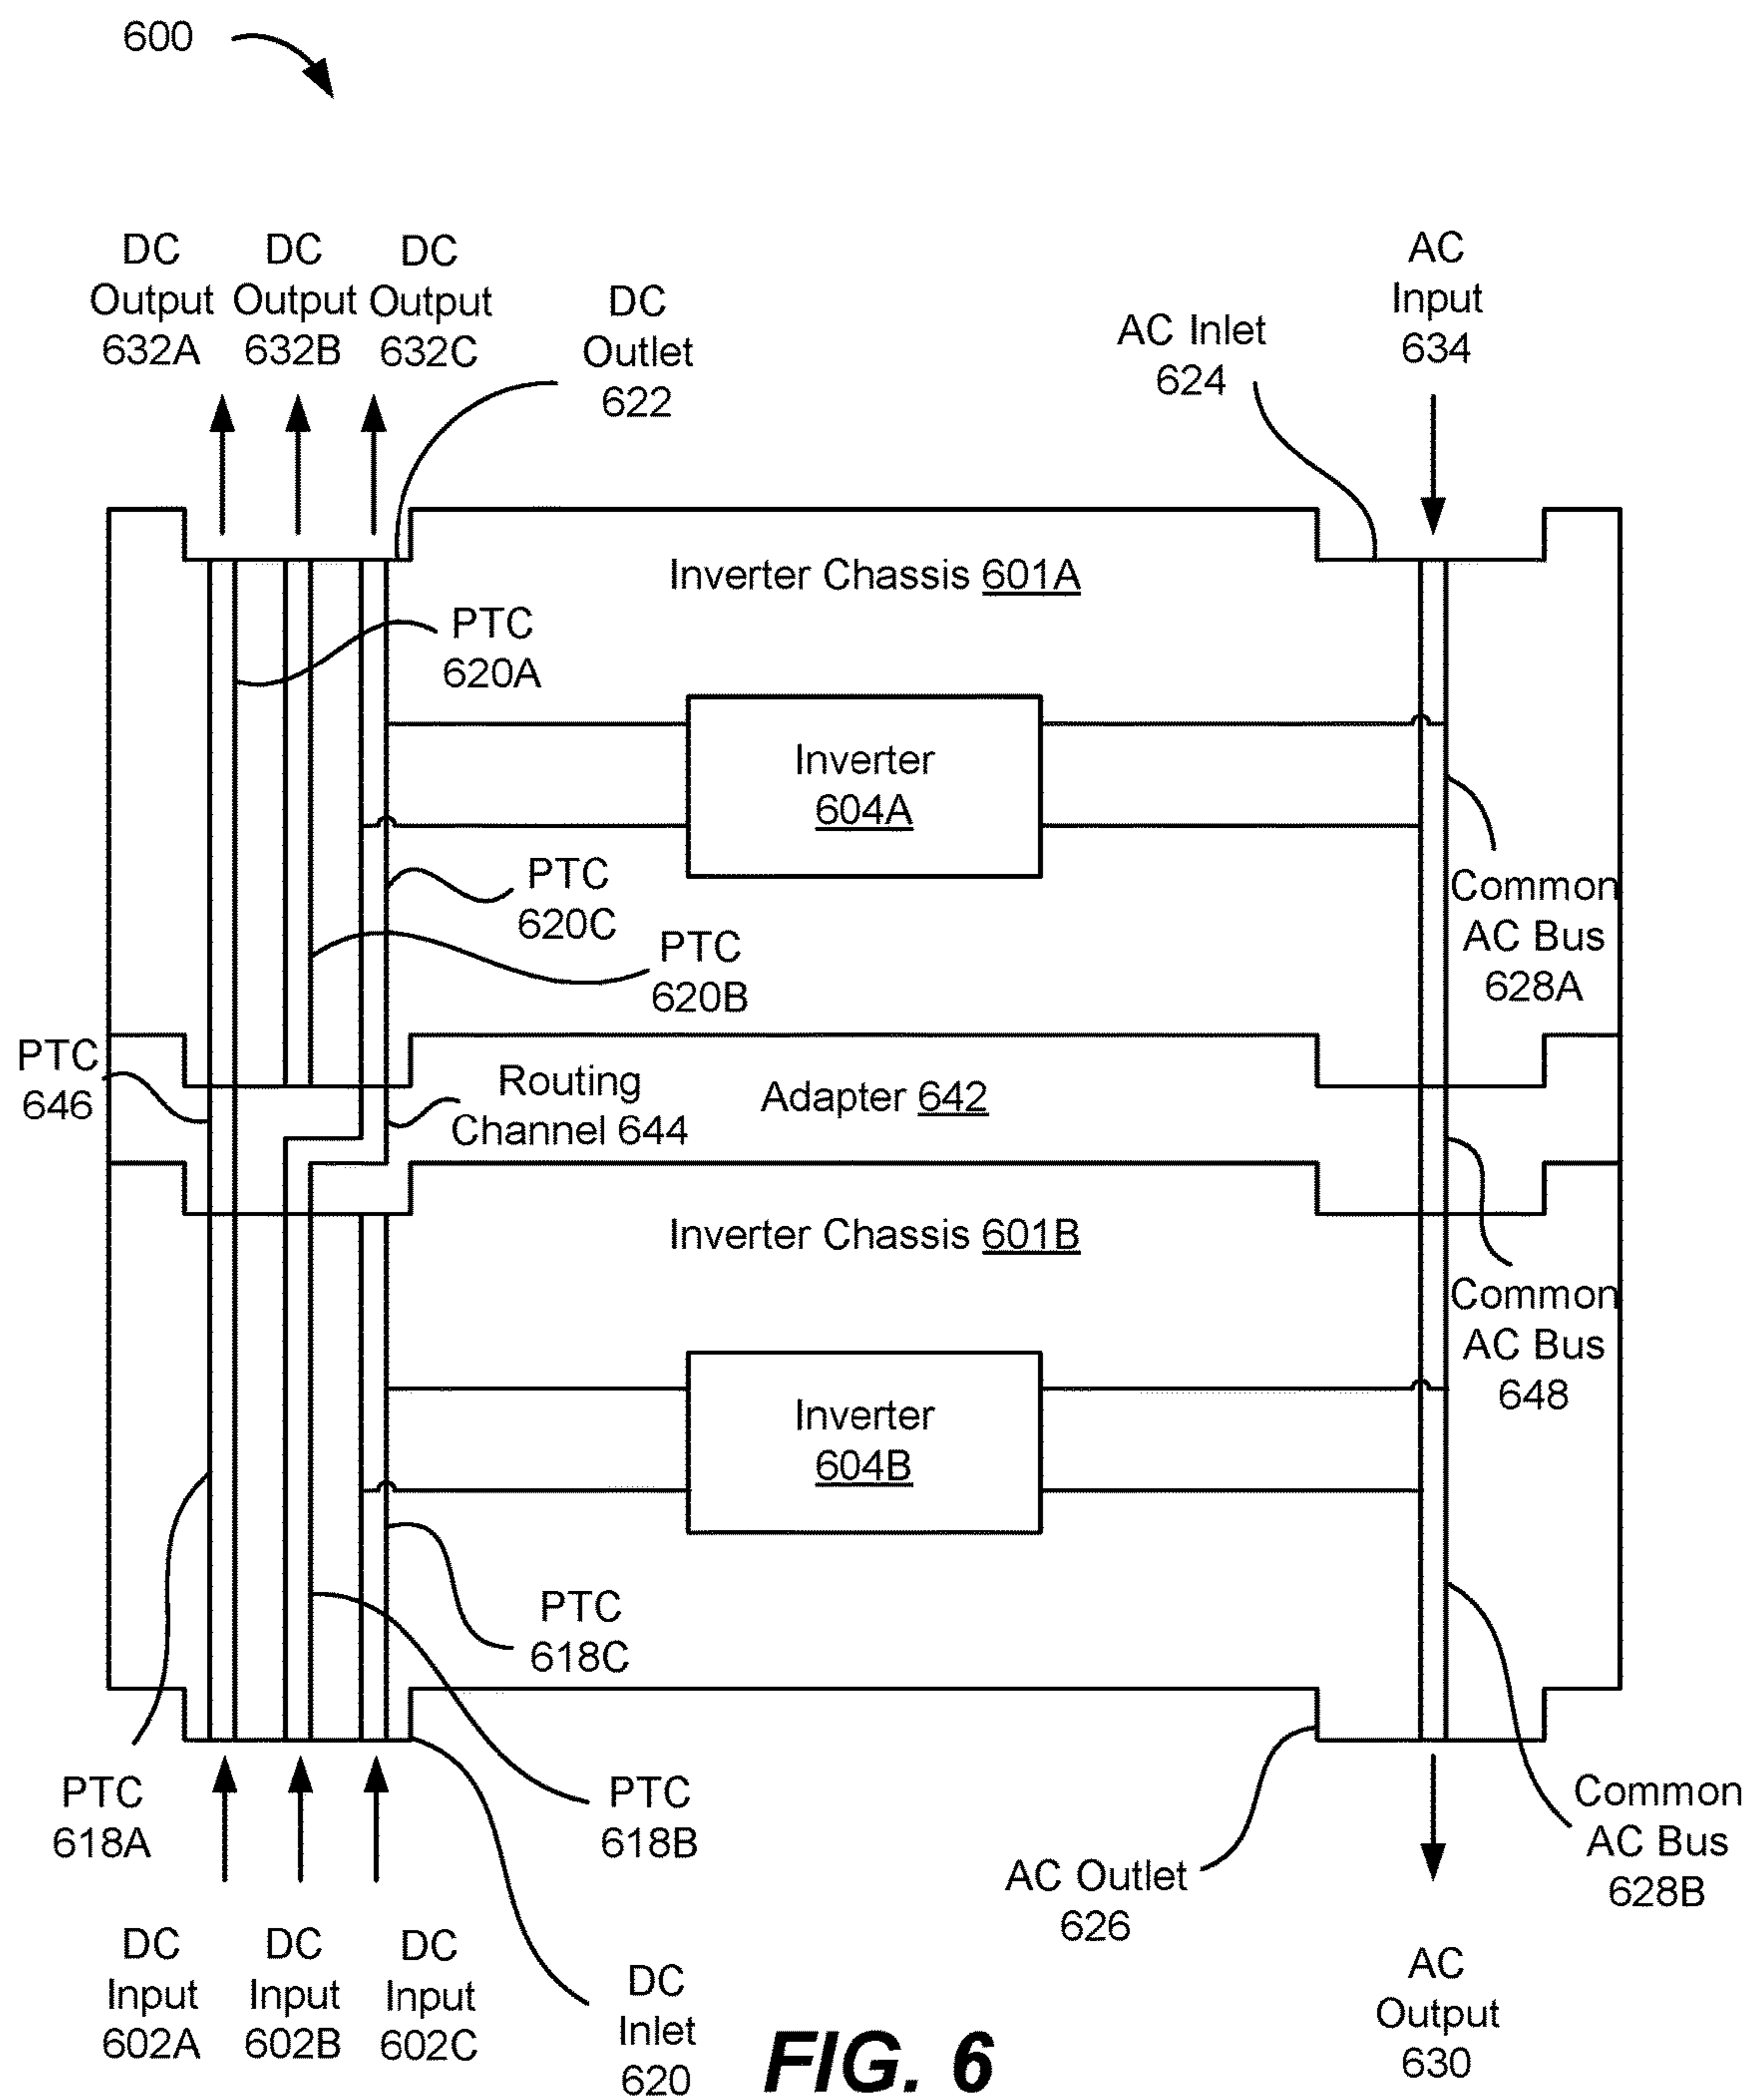 600
DC
Output
632A
DC
Output
632B
DC
Output
632C
DC
Outlet
622
AC Inlet
624
AC
Input
634
Inverter Chassis 601A
PTC
620A
Inverter
604A
PTC
620C
PTC
620B
Common
AC Bus
628A
PTC
646
Routing
Channel 644
Adapter 642
Inverter Chassis 601B
Common
AC Bus
648
Inverter
604B
PTC
618C
PTC
618A
PTC
618B
Common
AC Bus
628B
AC Outlet
626
DC
Input
602A
DC
Input
602B
DC
Input
602C
DC
Inlet
620
AC
Output
630
FIG. 6